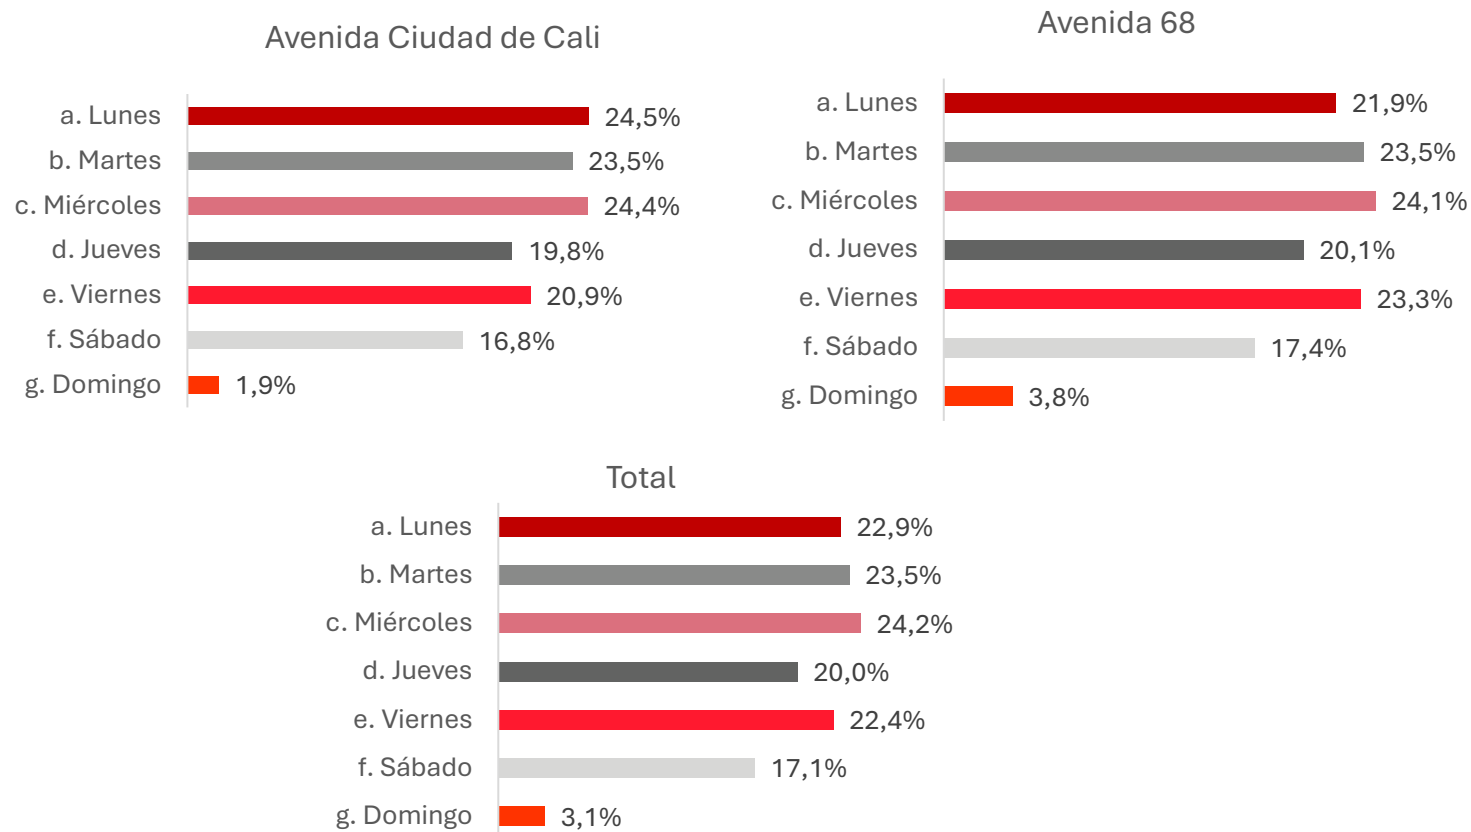 Avenida Ciudad de Cali
a. Lunes 24,5%
b. Martes 23,5%
c. Miércoles 24,4%
d. Jueves 19,8%
e. Viernes 20,9%
f. Sábado 16,8%
g. Domingo 1,9%
Avenida 68
a. Lunes 21,9%
b. Martes 23,5%
c. Miércoles 24,1%
d. Jueves 20,1%
e. Viernes 23,3%
f. Sábado 17,4%
g. Domingo 3,8%
Total
a. Lunes 22,9%
b. Martes 23,5%
c. Miércoles 24,2%
d. Jueves 20,0%
e. Viernes 22,4%
f. Sábado 17,1%
g. Domingo 3,1%